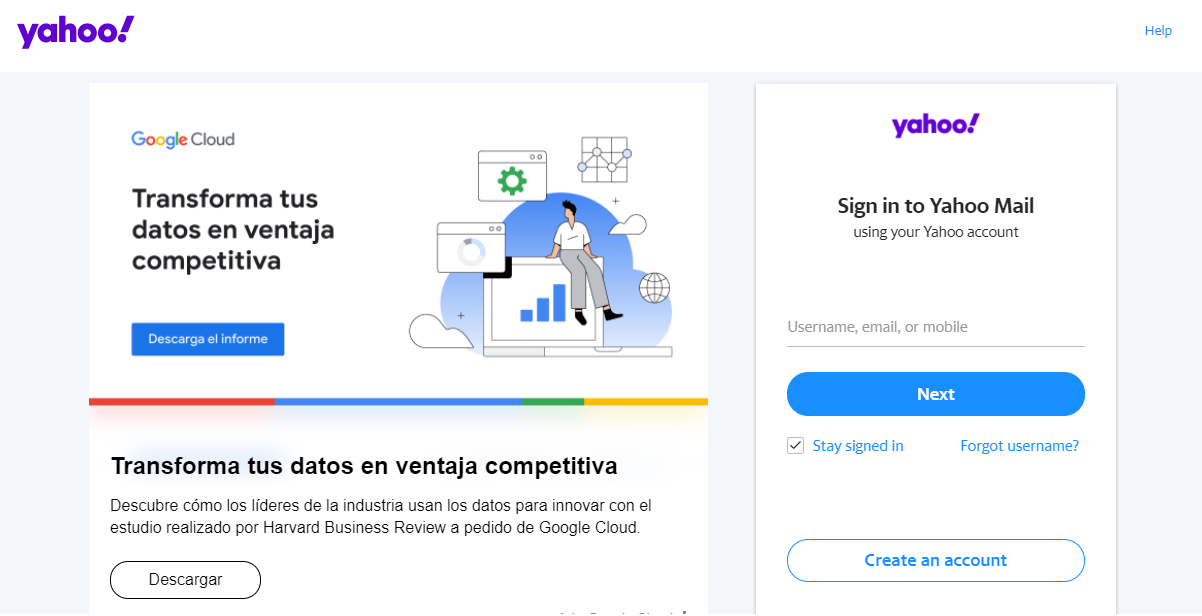 yahoo!
Help
Google Cloud
Transforma tus
datos en ventaja
competitiva
Descarga el informe
Transforma tus datos en ventaja competitiva
Descubre cómo los líderes de la industria usan los datos para innovar con el
estudio realizado por Harvard Business Review a pedido de Google Cloud.
Descargar
yahoo!
Sign in to Yahoo Mail
using your Yahoo account
Username, email, or mobile
Next
Stay signed in
Forgot username?
Create an account